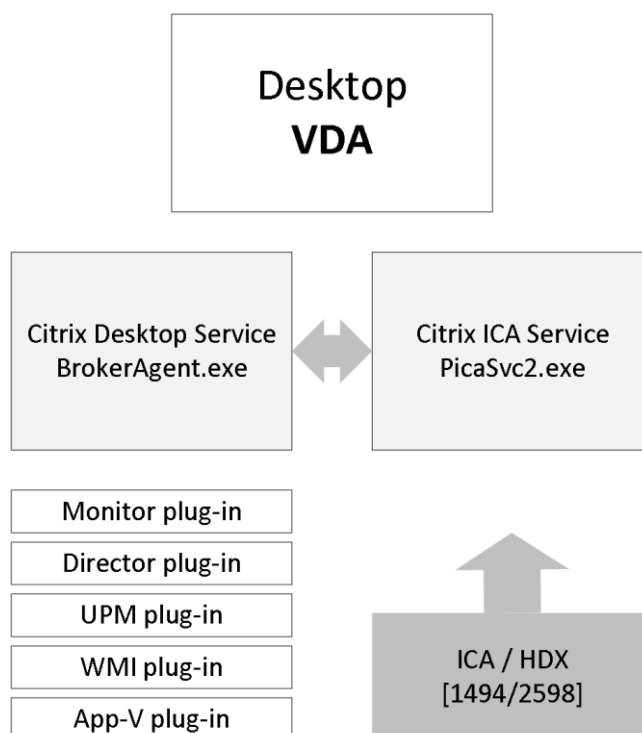 Desktop
VDA
Citrix Desktop Service
BrokerAgent.exe
Citrix ICA Service
PicaSvc2.exe
Monitor plug-in
Director plug-in
UPM plug-in
WMI plug-in
App-V plug-in
ICA / HDX
[1494/2598]